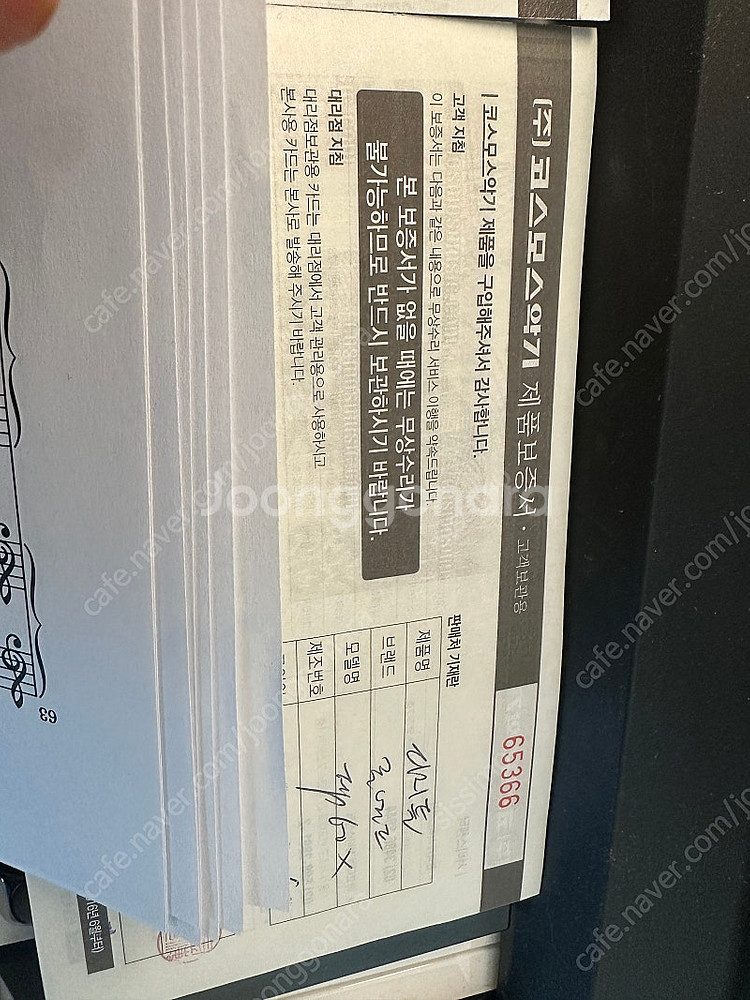 (주) 코스모스악기 제품보증서 · 고객보관용
65366
| 코스모스악기 제품을 구입해주셔서 감사합니다.
고객 지침
이 보증서는 다음과 같은 내용으로 무상수리 서비스 이행을 약속드립니다.
본 보증서가 없을 때에는 무상수리가
불가능하므로 반드시 보관하시기 바랍니다.
대리점 지침
대리점보관용 카드는 대리점에서 고객 관리용으로 사용하시고
본사용 카드는 본사로 발송해 주시기 바랍니다.
판매처 기재란
제품명
브랜드
모델명
제조번호
63
Joonggonara
cafe.naver.com/joonggonara